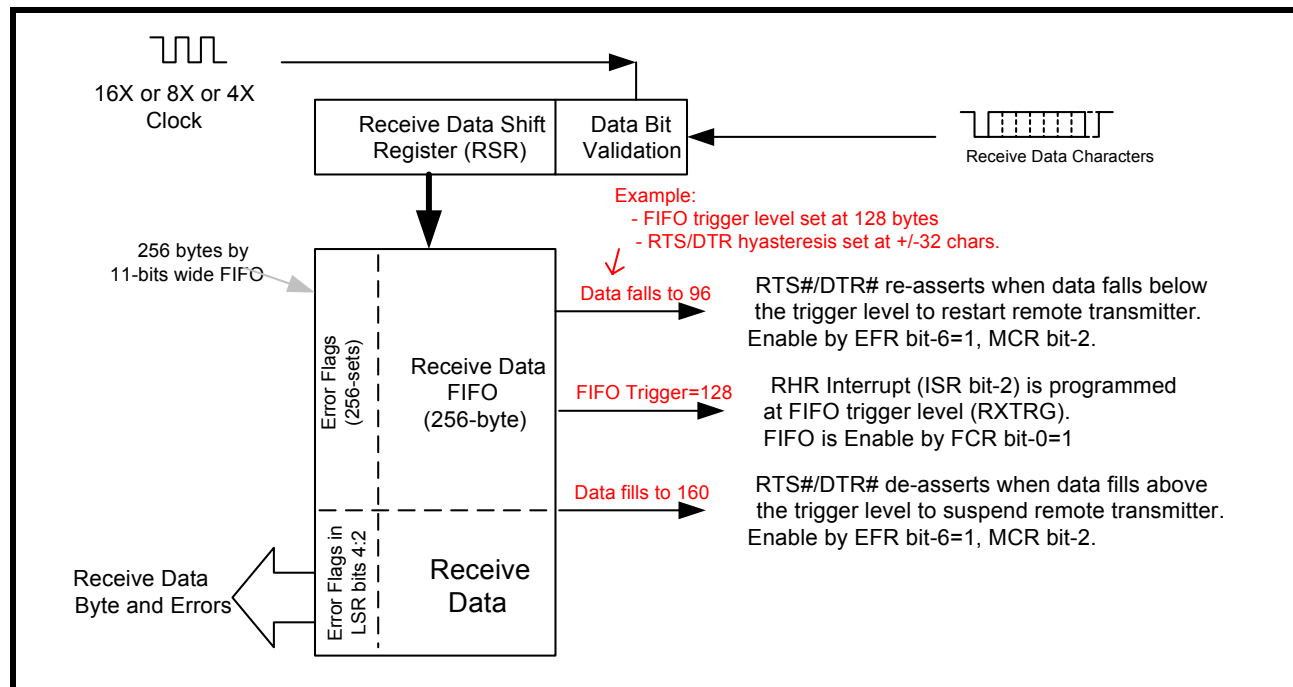 16X or 8X or 4X
Clock
Receive Data Shift
Register (RSR)
Data Bit
Validation
Receive Data Characters
Example:
- FIFO trigger level set at 128 bytes
- RTS/DTR hyasteresis set at +/-32 chars.
256 bytes by
11-bits wide FIFO
Error Flags
(256-sets)
Receive Data
FIFO
(256-byte)
Data falls to 96
RTS#/DTR# re-asserts when data falls below
the trigger level to restart remote transmitter.
Enable by EFR bit-6=1, MCR bit-2.
FIFO Trigger=128
RHR Interrupt (ISR bit-2) is programmed
at FIFO trigger level (RXTRG).
FIFO is Enable by FCR bit-0=1
Data fills to 160
RTS#/DTR# de-asserts when data fills above
the trigger level to suspend remote transmitter.
Enable by EFR bit-6=1, MCR bit-2.
Error Flags in
LSR bits 4:2
Receive
Data
Receive Data
Byte and Errors